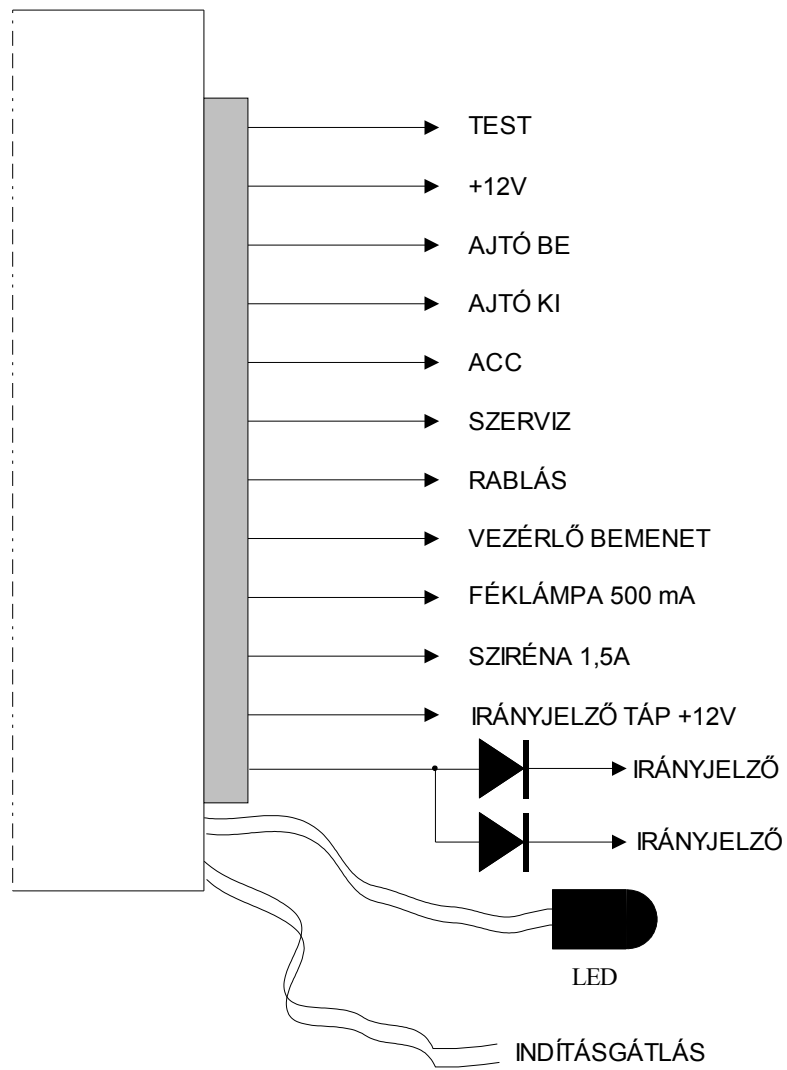 TEST
+12V
AJTÓ BE
AJTÓ KI
ACC
SZERVIZ
RABLÁS
VEZÉRLŐ BEMENET
FÉKLÁMPA 500 mA
SZIRÉNA 1,5A
IRÁNYJELZŐ TÁP +12V
IRÁNYJELZŐ
IRÁNYJELZŐ
LED
INDÍTÁSGÁTLÁS